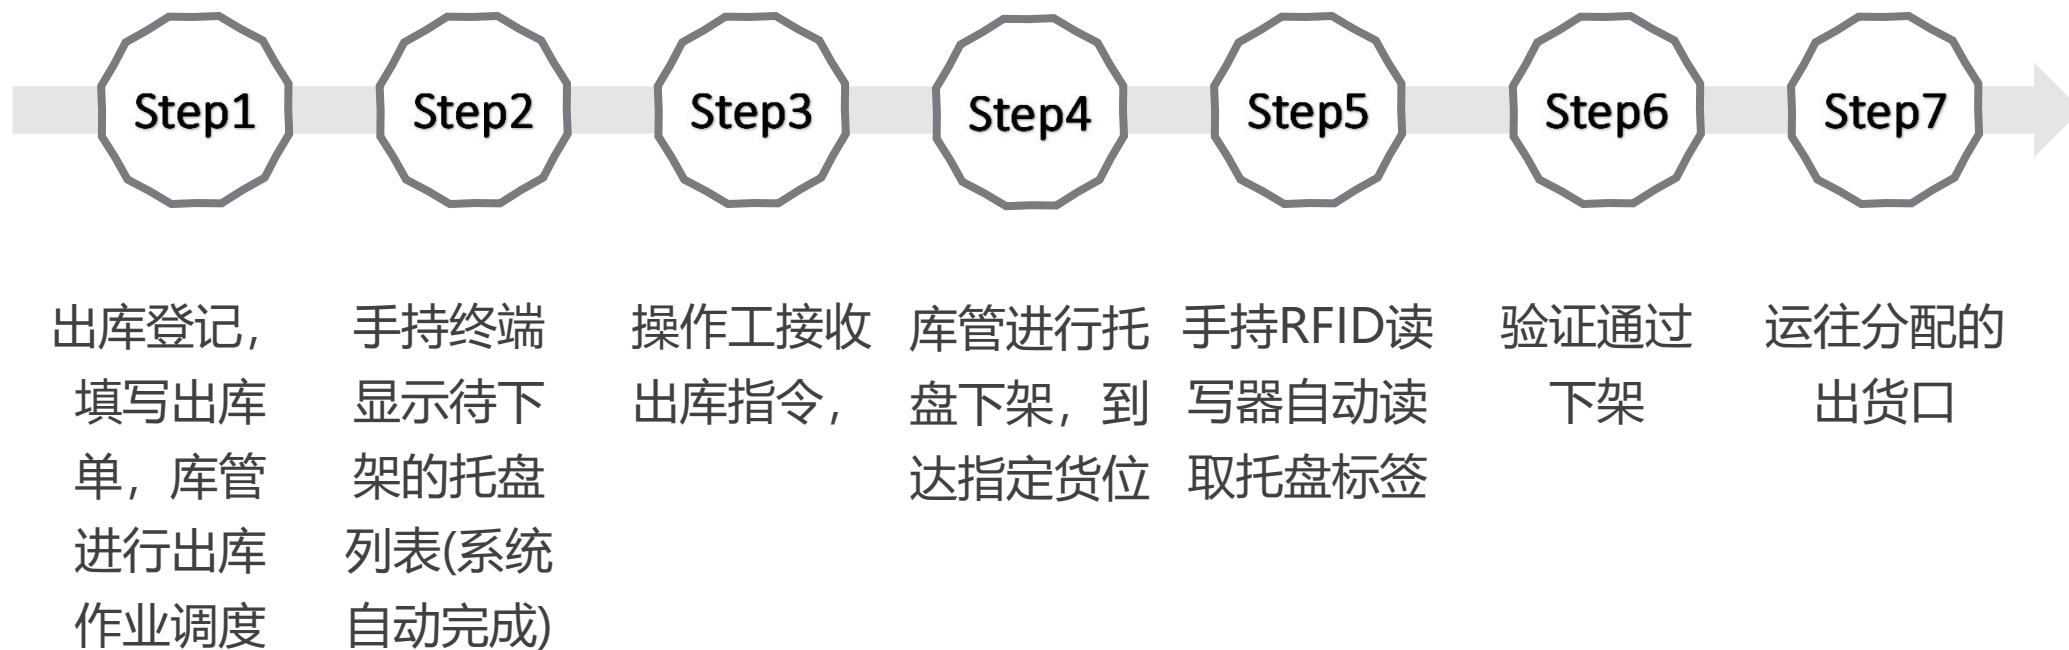 Step1
Step2
Step3
Step4
Step5
Step6
Step7
出库登记，
填写出库
单，库管
进行出库
作业调度
手持终端
显示待下
架的托盘
列表(系统
自动完成)
操作工接收
出库指令，
库管进行托
盘下架，到
达指定货位
手持RFID读
写器自动读
取托盘标签
验证通过
下架
运往分配的
出货口